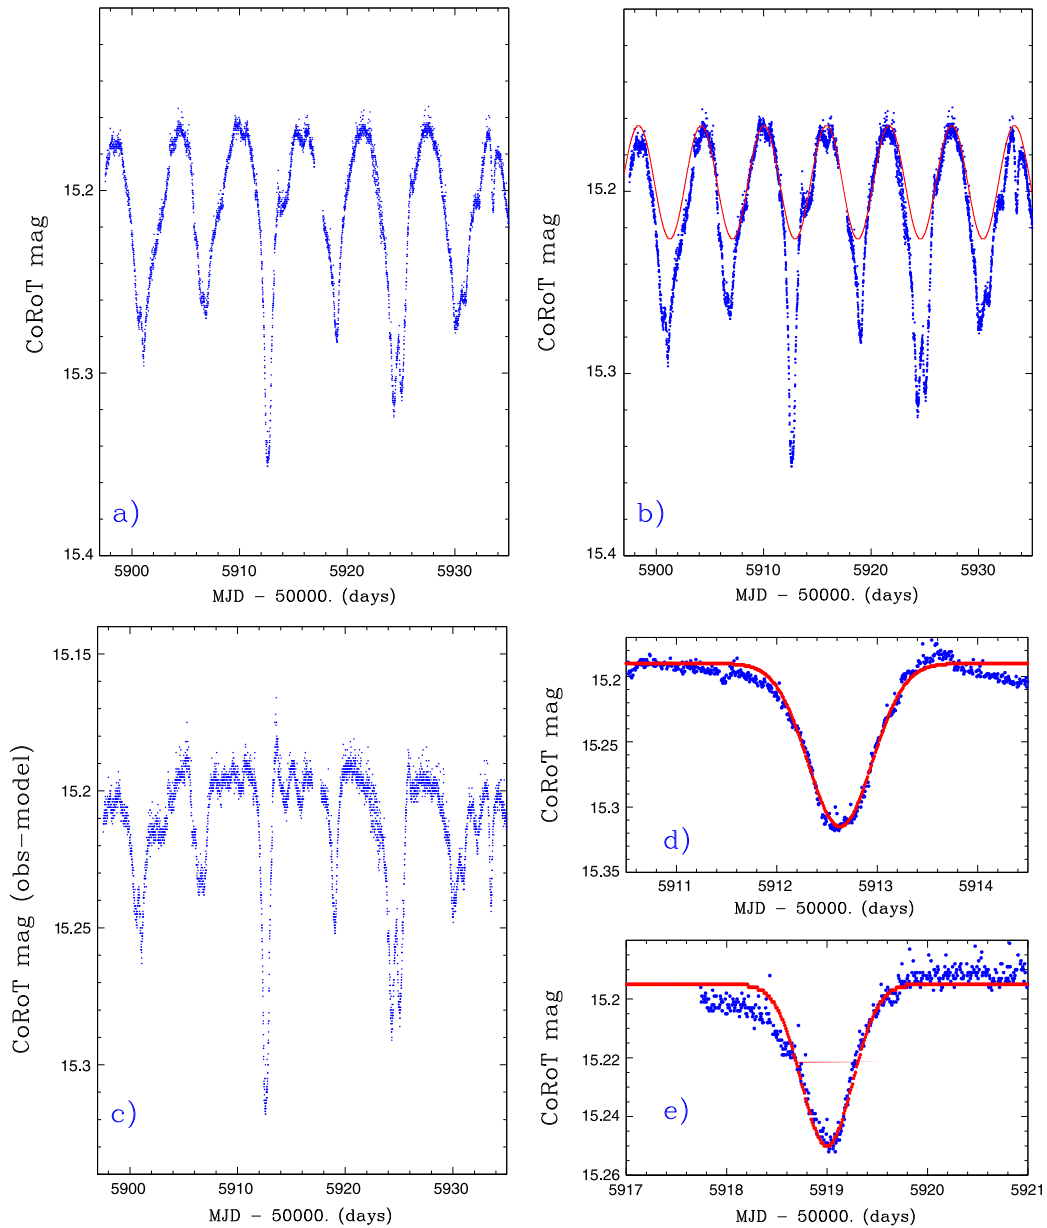 15.2
15.3
15.4
CoRoT mag
a)
5900 5910 5920 5930
MJD − 50000. (days)
15.2
15.3
15.4
CoRoT mag
b)
5900 5910 5920 5930
MJD − 50000. (days)
15.15
15.2
15.25
15.3
CoRoT mag (obs−model)
c)
5900 5910 5920 5930
MJD − 50000. (days)
15.2
15.25
15.3
15.35
CoRoT mag
d)
5911 5912 5913 5914
MJD − 50000. (days)
15.2
15.22
15.24
15.26
CoRoT mag
e)
5917 5918 5919 5920 5921
MJD − 50000. (days)